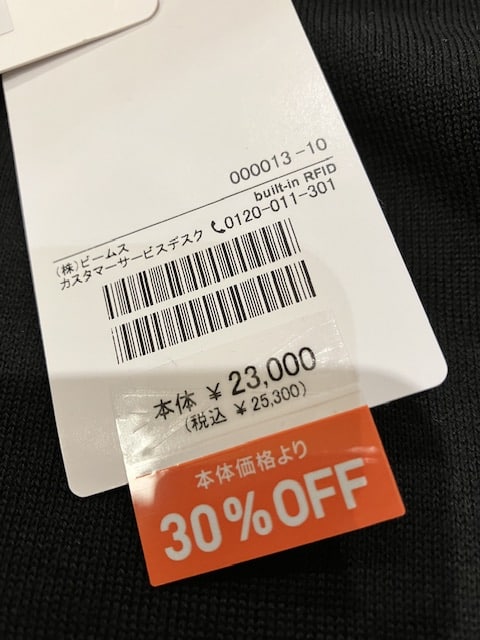 000013-10
built-in RFID
(株)ビームス
カスタマーサービスデスク 0120-011-301
本体 ¥ 23,000
(税込 ¥ 25,300)
本体価格より
30%OFF